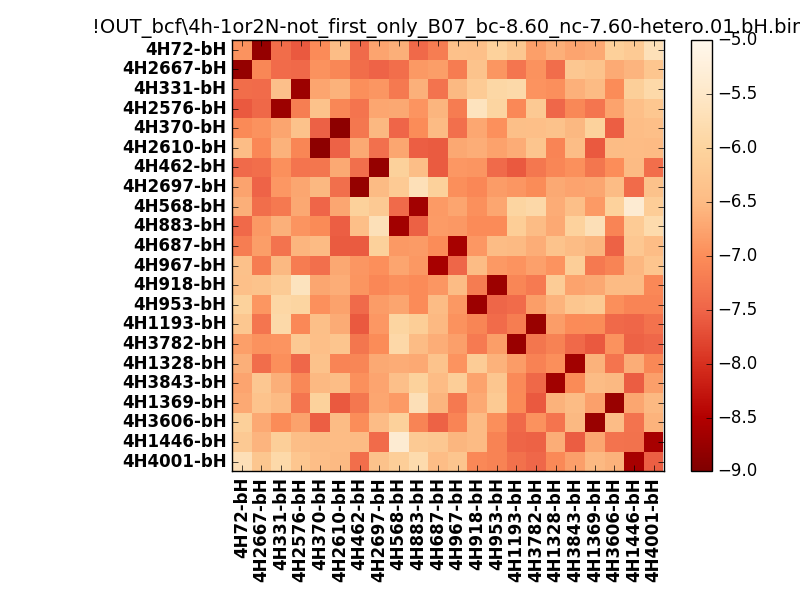 !OUT_bcf\4h-1or2N-not_first_only_B07_bc-8.60_nc-7.60-hetero.01.bH.bin
4H72-bH
4H2667-bH
4H331-bH
4H2576-bH
4H370-bH
4H2610-bH
4H462-bH
4H2697-bH
4H568-bH
4H883-bH
4H687-bH
4H967-bH
4H918-bH
4H953-bH
4H1193-bH
4H3782-bH
4H1328-bH
4H3843-bH
4H1369-bH
4H3606-bH
4H1446-bH
4H4001-bH
4H72-bH
4H2667-bH
4H331-bH
4H2576-bH
4H370-bH
4H2610-bH
4H462-bH
4H2697-bH
4H568-bH
4H883-bH
4H687-bH
4H967-bH
4H918-bH
4H953-bH
4H1193-bH
4H3782-bH
4H1328-bH
4H3843-bH
4H1369-bH
4H3606-bH
4H1446-bH
4H4001-bH
−5.0
−5.5
−6.0
−6.5
−7.0
−7.5
−8.0
−8.5
−9.0